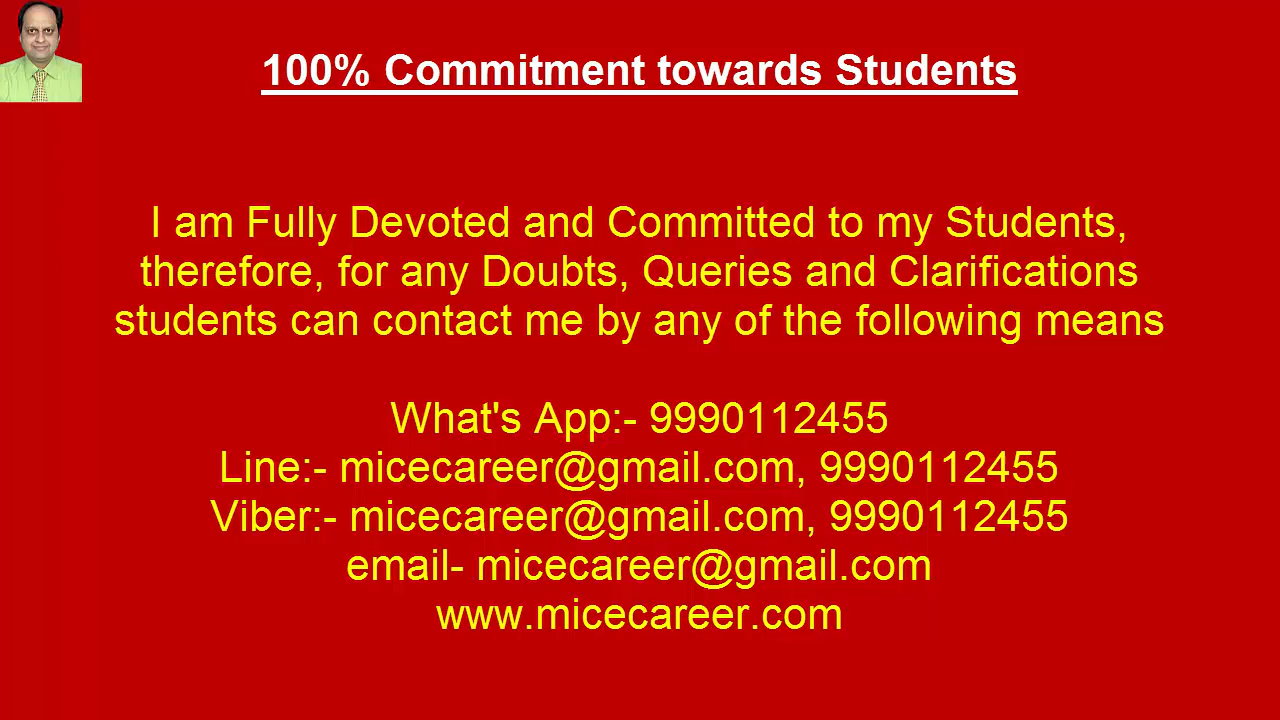 100% Commitment towards Students
I am Fully Devoted and Committed to my Students,
therefore, for any Doubts, Queries and Clarifications
students can contact me by any of the following means
What's App:- 9990112455
Line:- micecareer@gmail.com, 9990112455
Viber:- micecareer@gmail.com, 9990112455
email- micecareer@gmail.com
www.micecareer.com